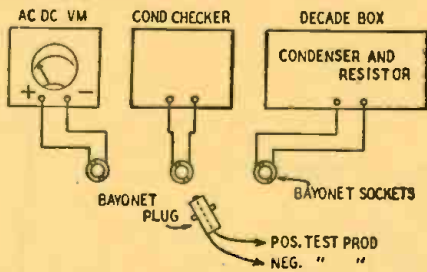 AC DC VM
COND CHECKER
DECADE BOX
CONDENSER AND
RESISTOR
+ −
BAYONET
PLUG
BAYONET SOCKETS
POS. TEST PROD
NEG. " "